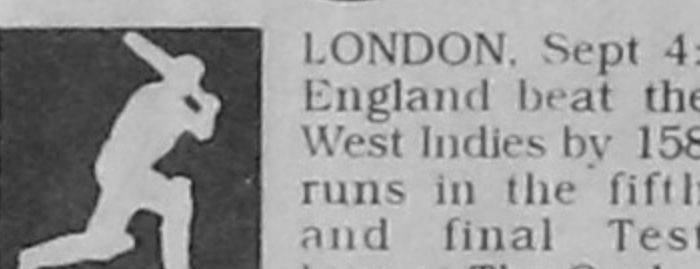 LONDON, Sept 4:
England beat the
West Indies by 158
runs in the fifth
and final Test